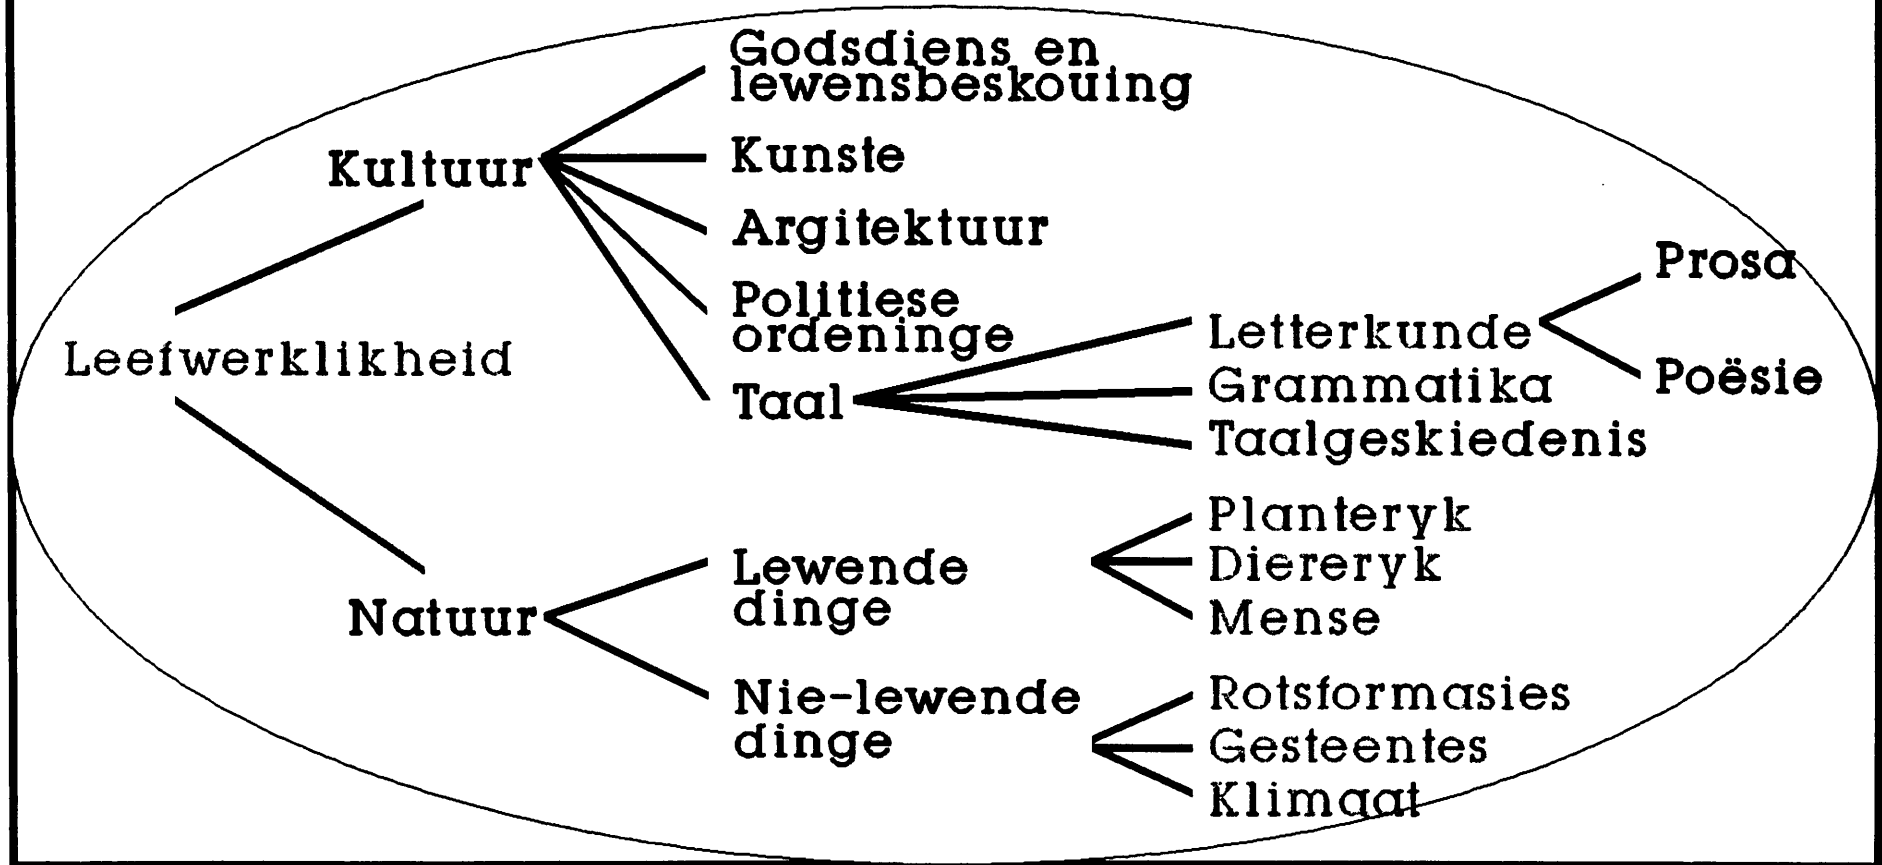 Godsdiens en
lewensbeskouing
Kultuur
Kunste
Argitektuur
Politiese
ordeninge
Leefwerklikheid
Taal
Letterkunde
Prosa
Poësie
Grammatika
Taalgeskiedenis
Natuur
Lewende
dinge
Planteryk
Diereryk
Mense
Nie-lewende
dinge
Rotsformasies
Gesteentes
Klimaat